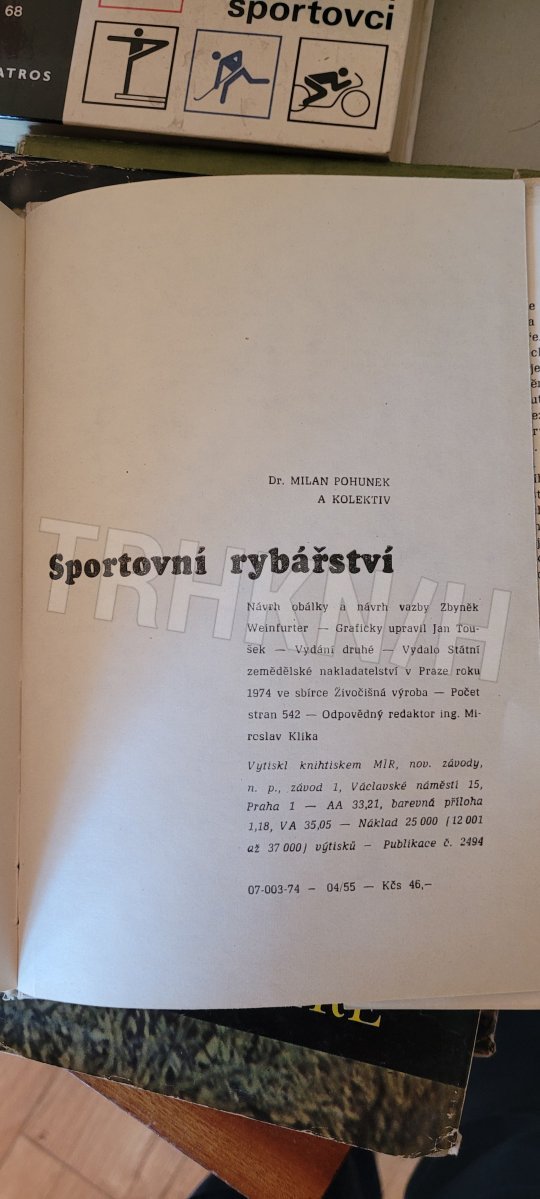 68
ATROS
sportovci
Dr. MILAN POHUNEK
A KOLEKTIV
Sportovní rybářství
Návrh obálky a návrh vazby Zbyněk
Weinfurter — Graficky upravil Jan Tou-
šek — Vydání druhé — Vydalo Státní
zemědělské nakladatelství v Praze roku
1974 ve sbírce Živočišná výroba — Počet
stran 542 — Odpovědný redaktor ing. Mi-
roslav Klika
Vytiskl knihtiskem MÍR, nov. závody,
n. p., závod 1, Václavské náměstí 15,
Praha 1 — AA 33,21, barevná příloha
1,18, VA 35,05 — Náklad 25 000 (12 001
až 37 000) výtisků — Publikace č. 2494
07-003-74 — 04/55 — Kčs 46,—
TRHKNIH